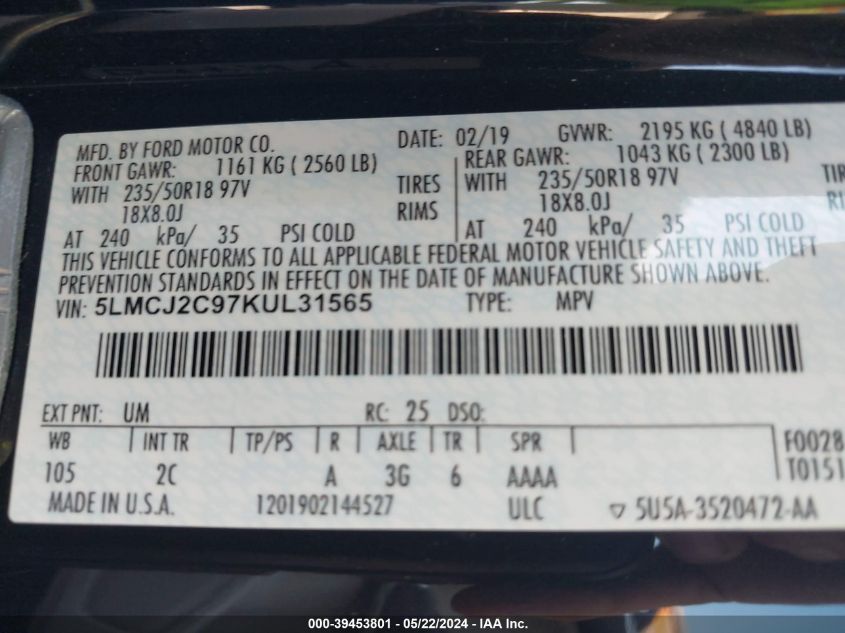 MFD. BY FORD MOTOR CO. DATE: 02/19 GVWR: 2195 KG ( 4840 LB)
FRONT GAWR: 1161 KG ( 2560 LB) REAR GAWR: 1043 KG ( 2300 LB)
WITH 235/50R18 97V TIRES WITH 235/50R18 97V
18X8.0J RIMS 18X8.0J
AT 240 kPa/ 35 PSI COLD AT 240 kPa/ 35 PSI COLD
THIS VEHICLE CONFORMS TO ALL APPLICABLE FEDERAL MOTOR VEHICLE SAFETY AND THEFT
PREVENTION STANDARDS IN EFFECT ON THE DATE OF MANUFACTURE SHOWN ABOVE.
VIN: 5LMCJ2C97KUL31565 TYPE: MPV
EXT PNT: UM RC: 25 DSO:
WB INT TR TP/PS R AXLE TR SPR F0028
105 2C A 3G 6 AAAA T0151
MADE IN U.S.A. 1201902144527 ULC ▽ 5U5A-3520472-AA
000-39453801 - 05/22/2024 - IAA Inc.